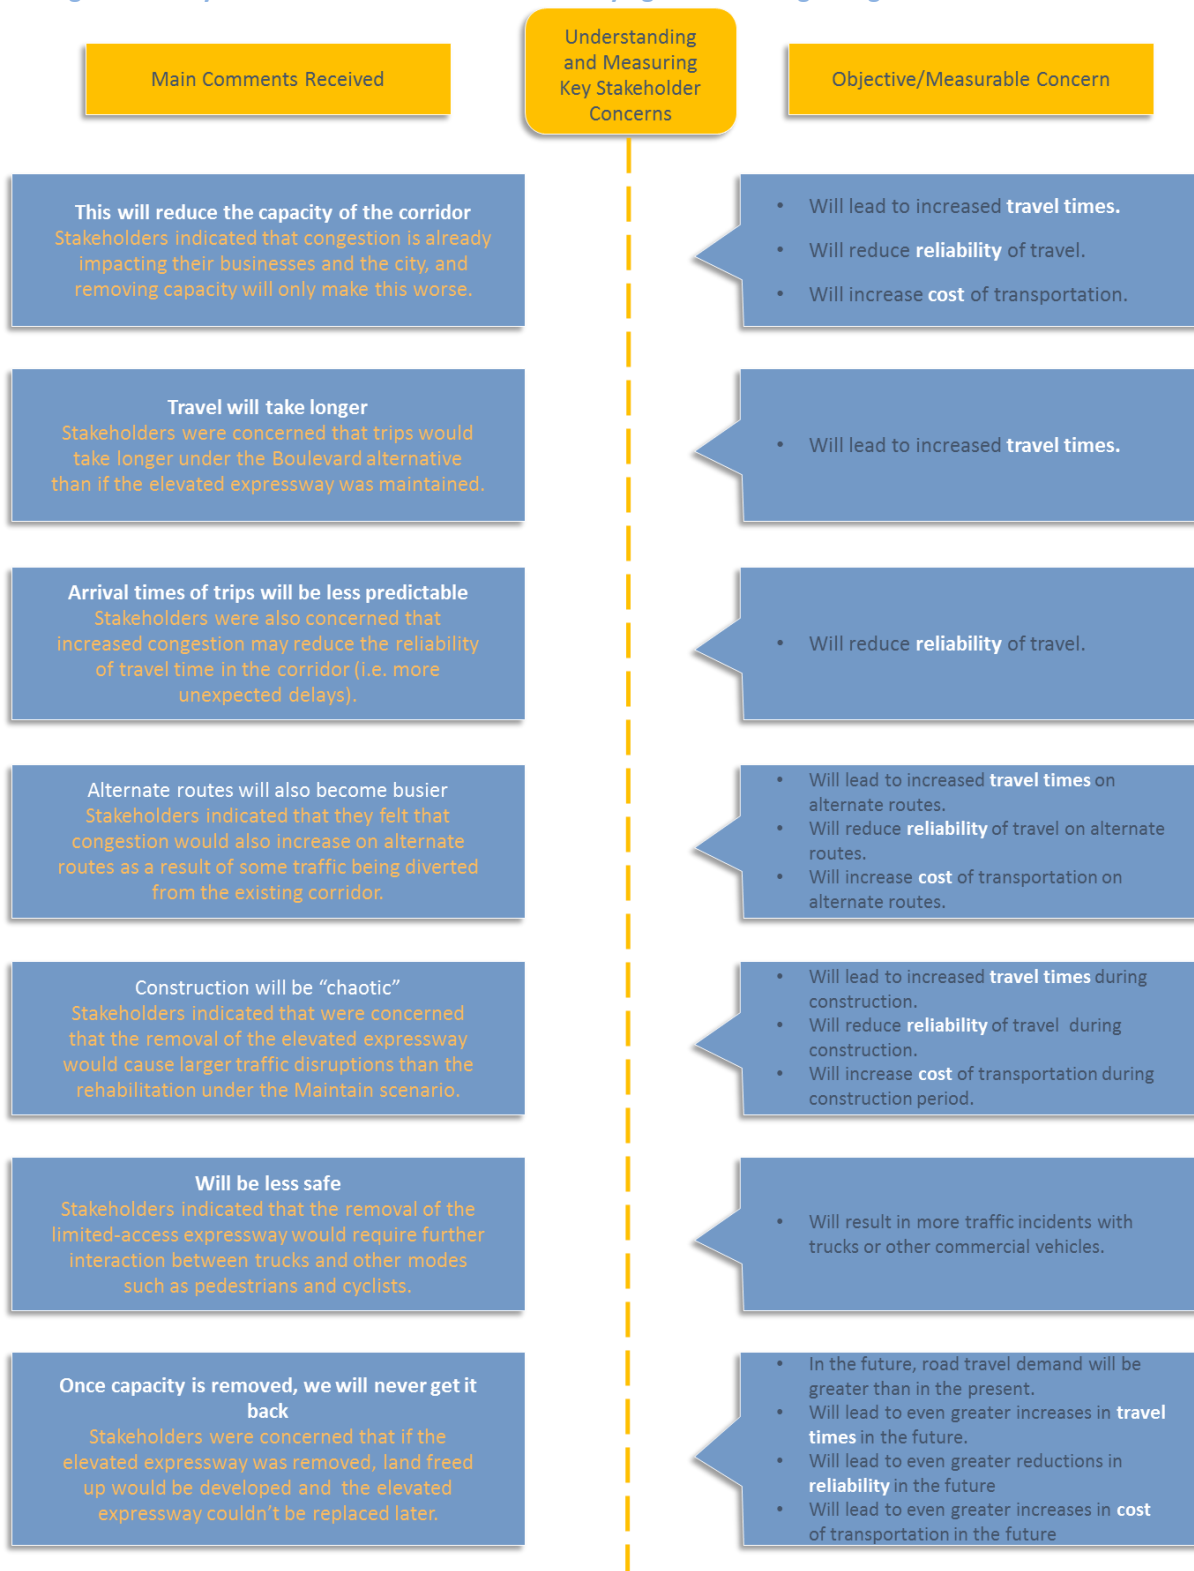 Main Comments Received
Understanding
and Measuring
Key Stakeholder
Concerns
Objective/Measurable Concern
This will reduce the capacity of the corridor
Stakeholders indicated that congestion is already
impacting their businesses and the city, and
removing capacity will only make this worse.
• Will lead to increased travel times.
• Will reduce reliability of travel.
• Will increase cost of transportation.
Travel will take longer
Stakeholders were concerned that trips would
take longer under the Boulevard alternative
than if the elevated expressway was maintained.
• Will lead to increased travel times.
Arrival times of trips will be less predictable
Stakeholders were also concerned that
increased congestion may reduce the reliability
of travel time in the corridor (i.e. more
unexpected delays).
• Will reduce reliability of travel.
Alternate routes will also become busier
Stakeholders indicated that they felt that
congestion would also increase on alternate
routes as a result of some traffic being diverted
from the existing corridor.
• Will lead to increased travel times on
alternate routes.
• Will reduce reliability of travel on alternate
routes.
• Will increase cost of transportation on
alternate routes.
Construction will be “chaotic”
Stakeholders indicated that were concerned
that the removal of the elevated expressway
would cause larger traffic disruptions than the
rehabilitation under the Maintain scenario.
• Will lead to increased travel times during
construction.
• Will reduce reliability of travel during
construction.
• Will increase cost of transportation during
construction period.
Will be less safe
Stakeholders indicated that the removal of the
limited-access expressway would require further
interaction between trucks and other modes
such as pedestrians and cyclists.
• Will result in more traffic incidents with
trucks or other commercial vehicles.
Once capacity is removed, we will never get it
back
Stakeholders were concerned that if the
elevated expressway was removed, land freed
up would be developed and the elevated
expressway couldn’t be replaced later.
• In the future, road travel demand will be
greater than in the present.
• Will lead to even greater increases in travel
times in the future.
• Will lead to even greater reductions in
reliability in the future
• Will lead to even greater increases in cost
of transportation in the future